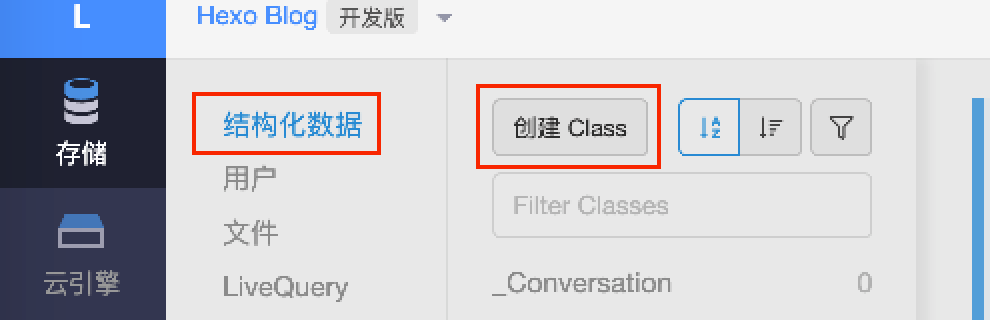 L
Hexo Blog 开发版
存储
云引擎
结构化数据
用户
文件
LiveQuery
创建 Class
Filter Classes
_Conversation 0